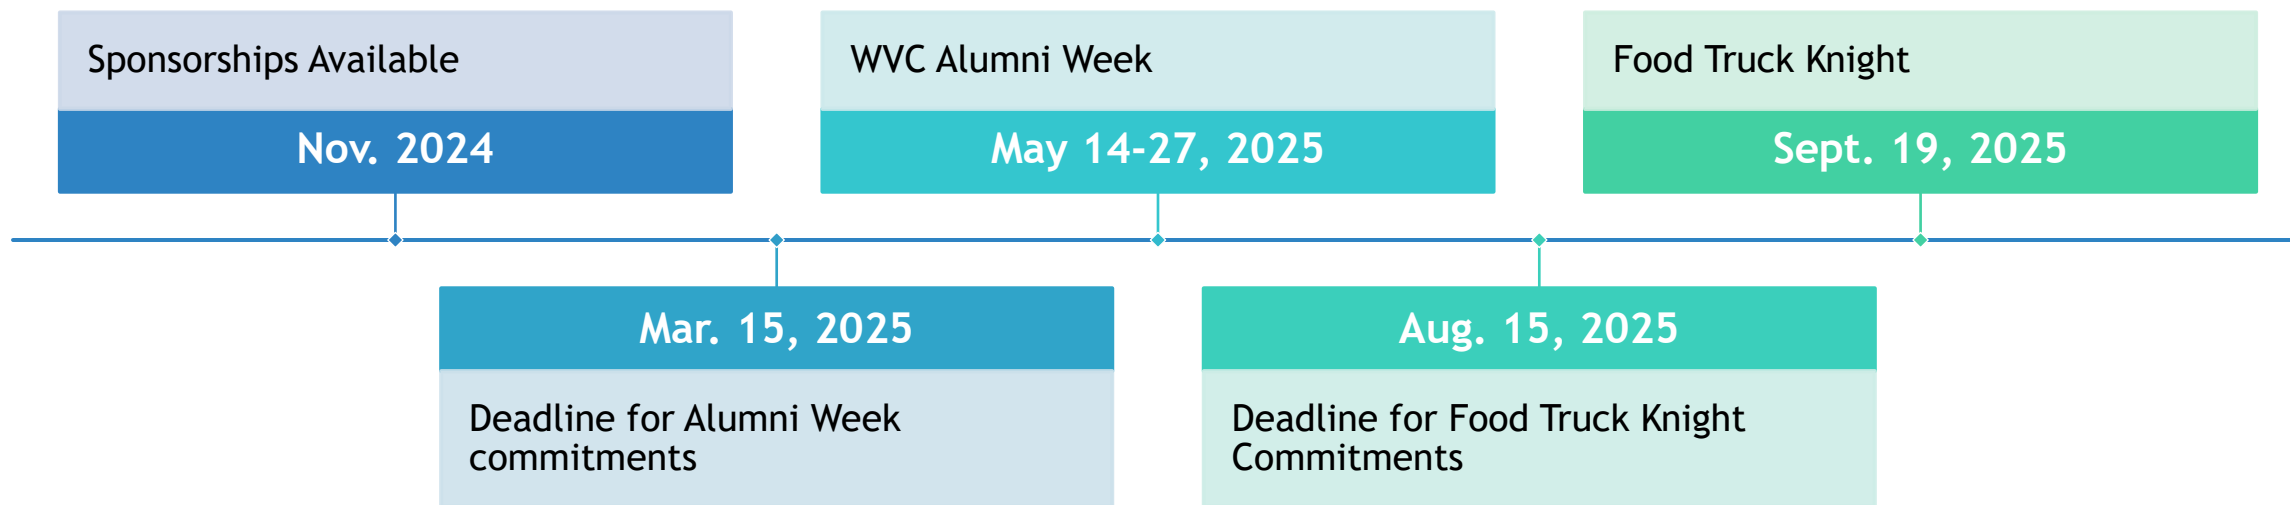 Sponsorships Available
Nov. 2024
WVC Alumni Week
May 14-27, 2025
Food Truck Knight
Sept. 19, 2025
Mar. 15, 2025
Deadline for Alumni Week
commitments
Aug. 15, 2025
Deadline for Food Truck Knight
Commitments